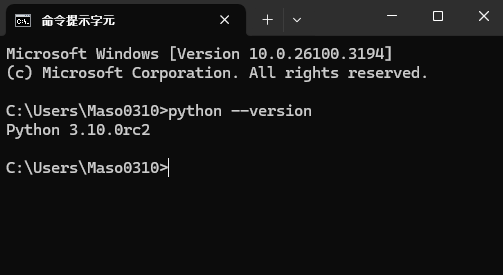 命令提示字元
Microsoft Windows [Version 10.0.26100.3194]
(c) Microsoft Corporation. All rights reserved.
C:\Users\Maso0310>python --version
Python 3.10.0rc2
C:\Users\Maso0310>